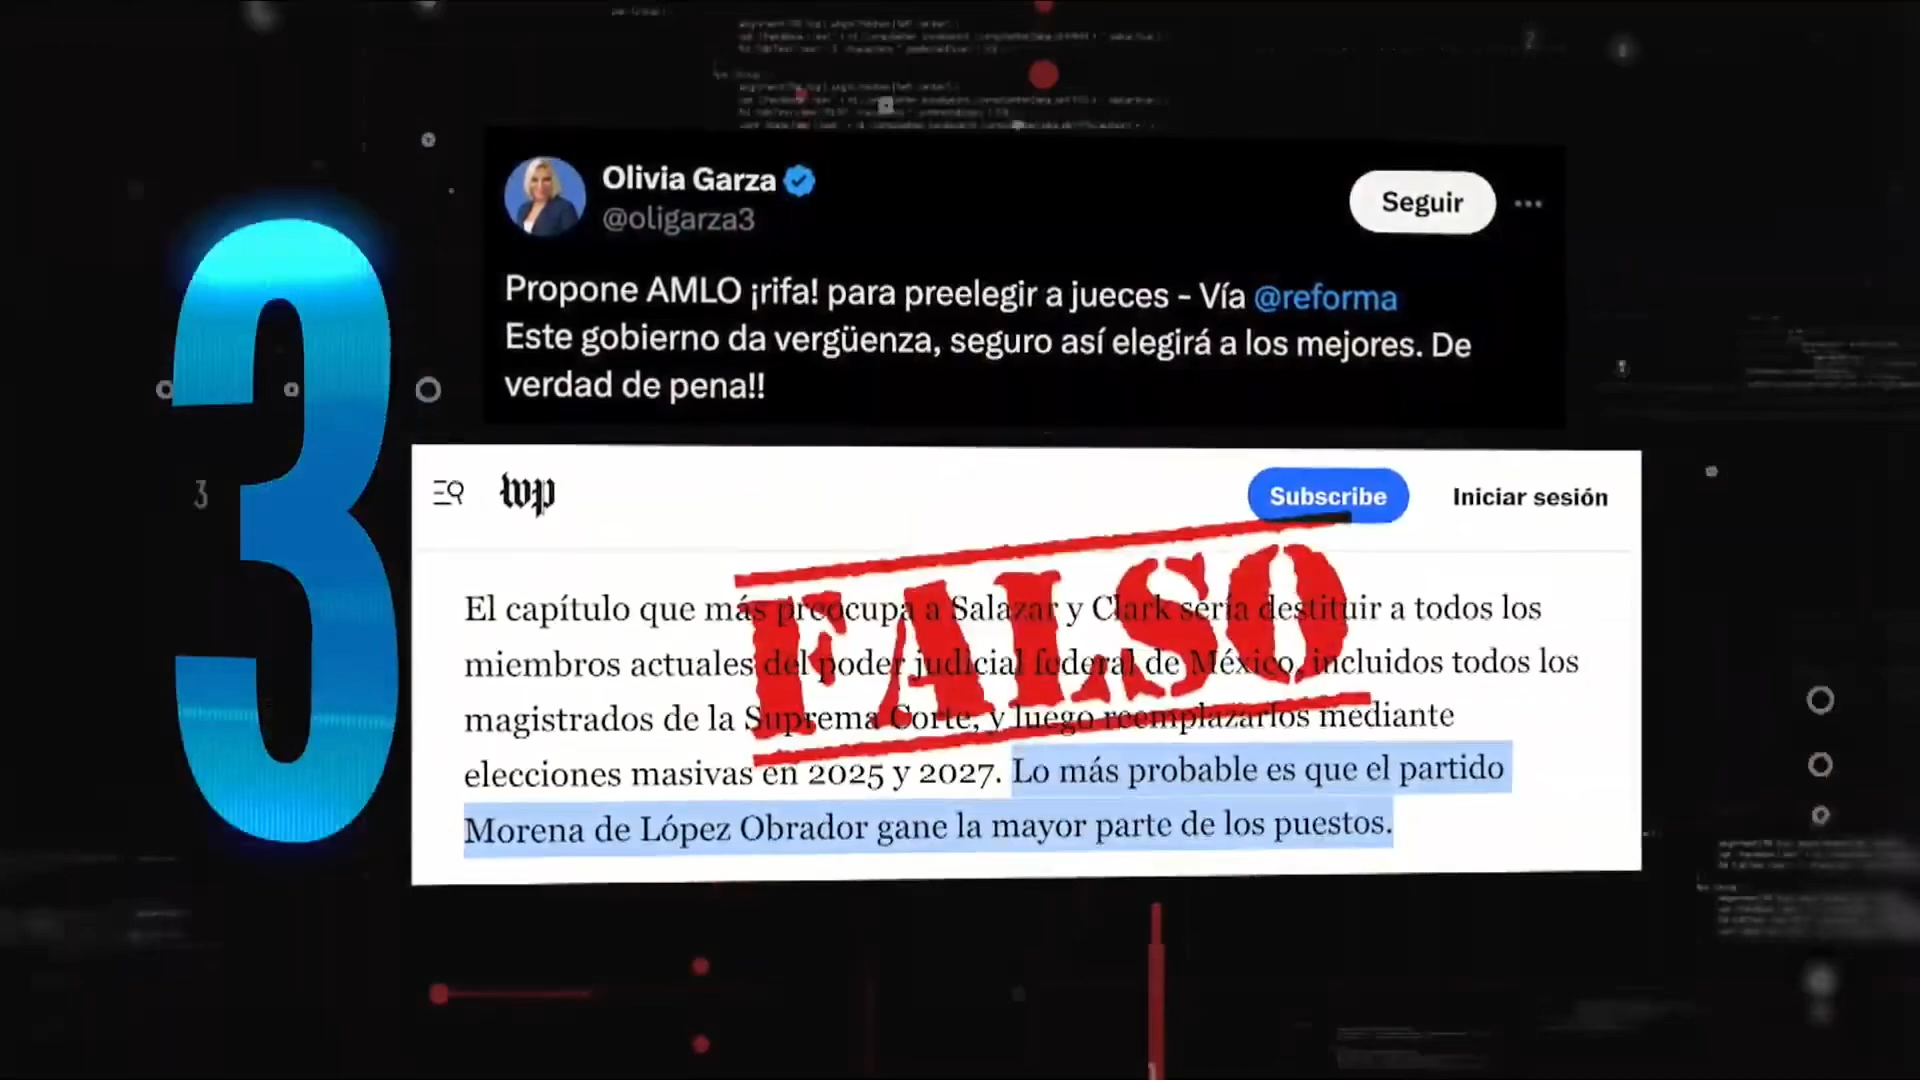 3
Olivia Garza
@oligarza3
Seguir
Propone AMLO ¡rifa! para preelegir a jueces - Vía @reforma
Este gobierno da vergüenza, seguro así elegirá a los mejores. De
verdad de pena!!
3
wp
Subscribe
Iniciar sesión
El capítulo que más preocupa a Salazar y Clark sería destituir a todos los
miembros actuales del poder judicial federal de México, incluidos todos los
magistrados de la Suprema Corte, y luego reemplazarlos mediante
elecciones masivas en 2025 y 2027. Lo más probable es que el partido
Morena de López Obrador gane la mayor parte de los puestos.
FALSO